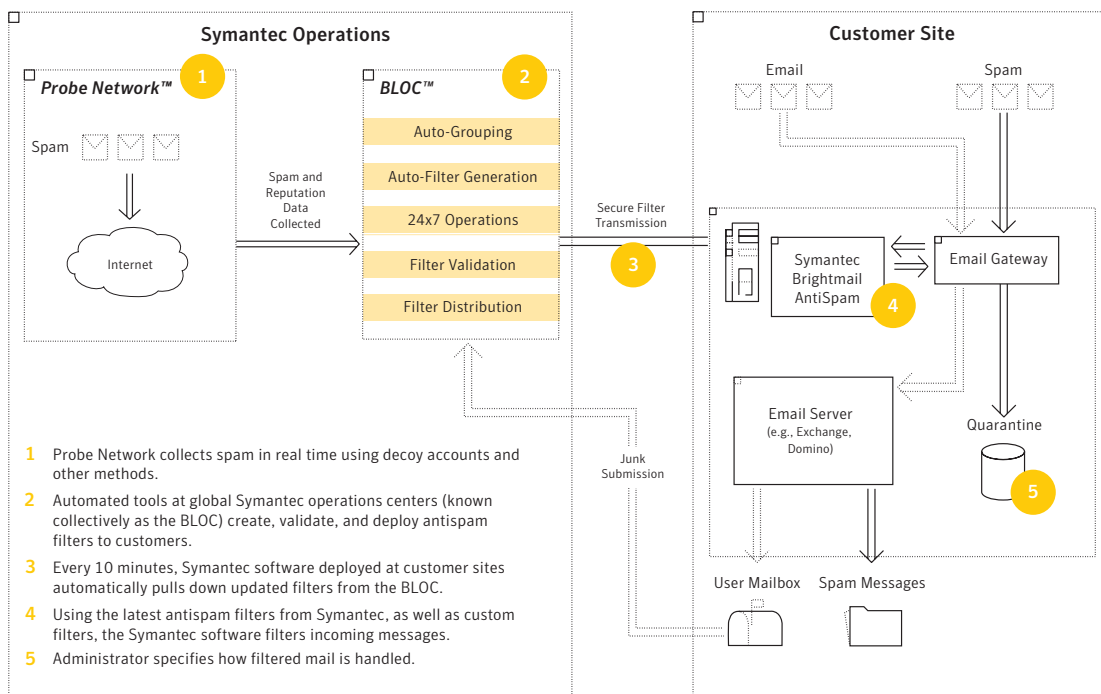 Symantec Operations
Probe Network™
1
Spam
Internet
Spam and
Reputation
Data
Collected
BLOC™
2
Auto-Grouping
Auto-Filter Generation
24x7 Operations
Filter Validation
Filter Distribution
Secure Filter
Transmission
3
Customer Site
Email
Spam
Symantec
Brightmail
AntiSpam
4
Email Gateway
Email Server
(e.g., Exchange,
Domino)
Quarantine
5
Junk
Submission
User Mailbox
Spam Messages
1 Probe Network collects spam in real time using decoy accounts and
other methods.
2 Automated tools at global Symantec operations centers (known
collectively as the BLOC) create, validate, and deploy antispam
filters to customers.
3 Every 10 minutes, Symantec software deployed at customer sites
automatically pulls down updated filters from the BLOC.
4 Using the latest antispam filters from Symantec, as well as custom
filters, the Symantec software filters incoming messages.
5 Administrator specifies how filtered mail is handled.